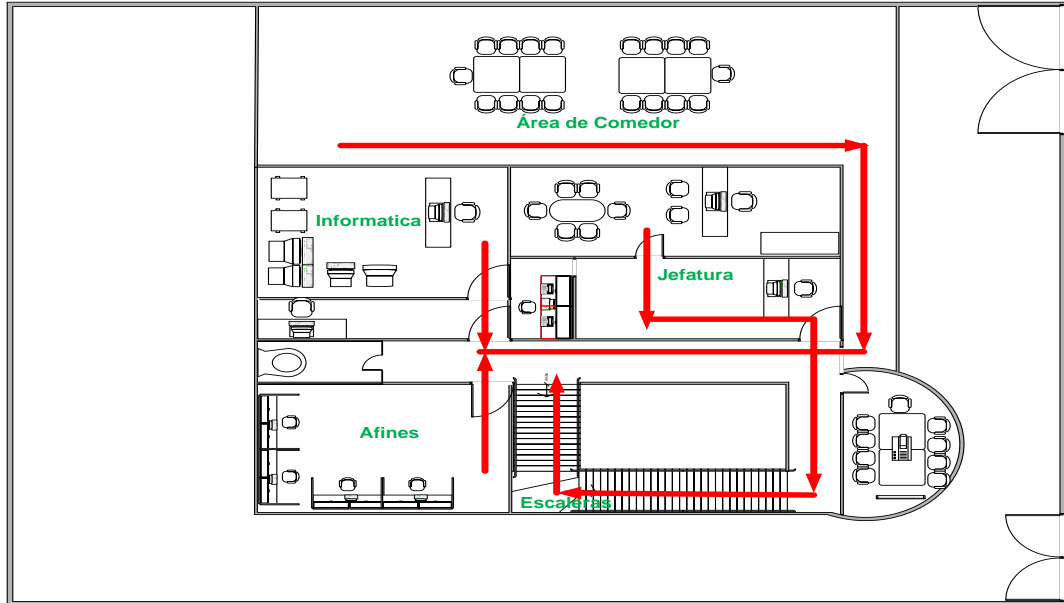 Área de Comedor
Informatica
Jefatura
Afines
Escaleras